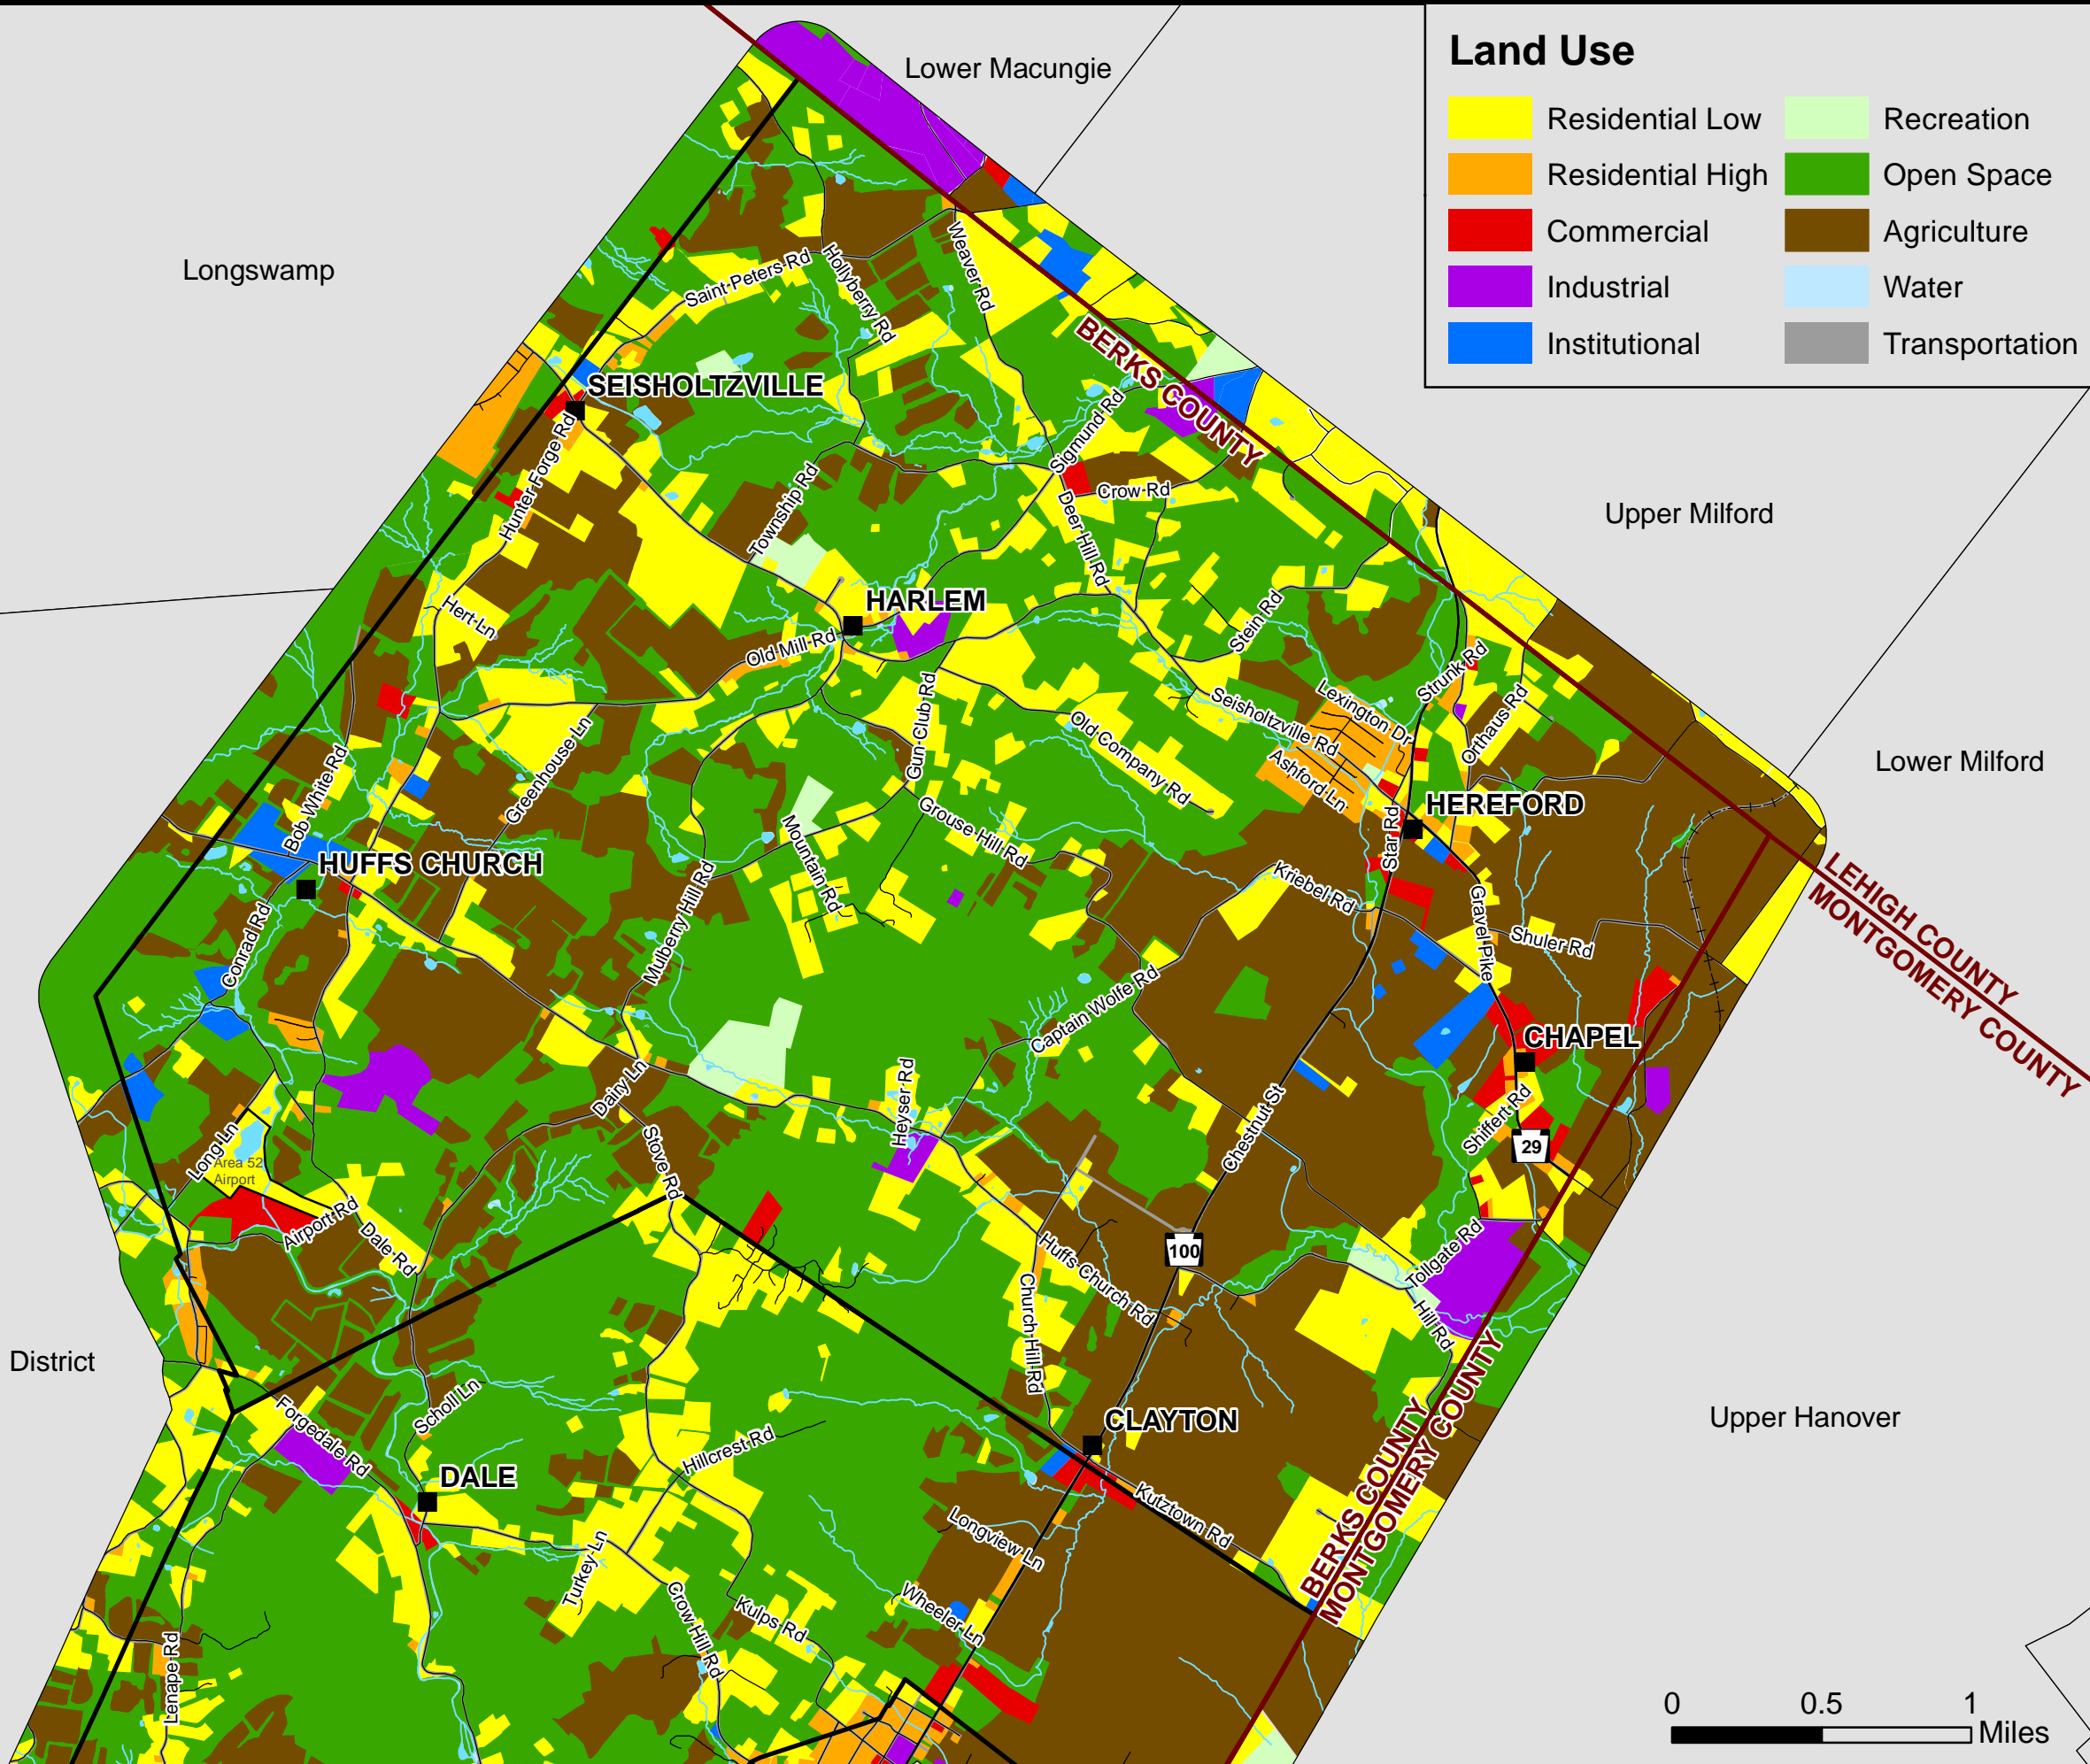 Land Use
Residential Low
Residential High
Commercial
Industrial
Institutional
Recreation
Open Space
Agriculture
Water
Transportation
Lower Macungie
Longswamp
Weaver Rd
Hollyberry Rd
Saint Peters Rd
BERKS COUNTY
SEISHOLTZVILLE
Sigmund Rd
Hunter Forge Rd
Township Rd
Crow Rd
Deer Hill Rd
Upper Milford
HARLEM
Hert Ln
Old Mill Rd
Stein Rd
Strunk Rd
Gun Club Rd
Lexington Dr
Seisholtzville Rd
Orthaus Rd
Old Company Rd
Ashford Ln
Greenhouse Ln
Bob White Rd
Lower Milford
HEREFORD
Star Rd
Grouse Hill Rd
Mountain Rd
HUFFS CHURCH
Kriebel Rd
Mulberry Hill Rd
Conrad Rd
Gravel Pike
Shuler Rd
LEHIGH COUNTY
MONTGOMERY COUNTY
Captain Wolfe Rd
CHAPEL
Dairy Ln
Heyser Rd
Shiffert Rd
29
Chestnut St
Long Ln
Area 52
Airport
Stove Rd
Airport Rd
Dale Rd
Huffs Church Rd
100
Tollgate Rd
Hill Rd
Church Hill Rd
District
BERKS COUNTY
MONTGOMERY COUNTY
Upper Hanover
Scholl Ln
Forgedale Rd
CLAYTON
Hillcrest Rd
DALE
Kutztown Rd
Longview Ln
Turkey Ln
Crow Hill Rd
Kulps Rd
Wheeler Ln
Lenape Rd
0 0.5 1
Miles